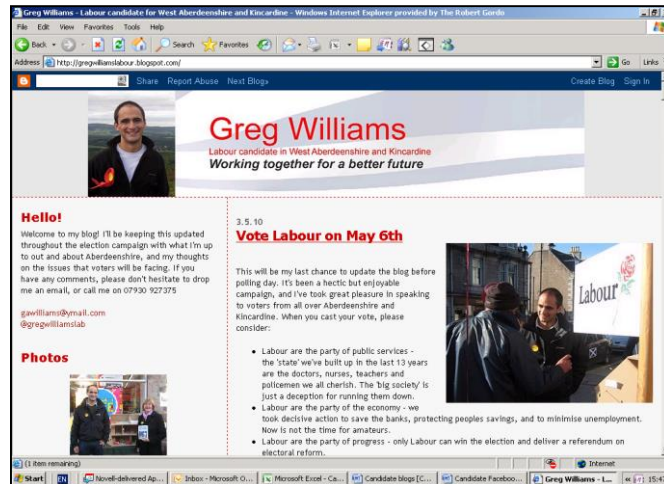 Greg Williams - Labour candidate for West Aberdeenshire and Kincardine - Windows Internet Explorer provided by The Robert Gordo
File Edit View Favorites Tools Help
Back Search Favorites
Address http://gregwilliamslabour.blogspot.com/ Go Links
Share Report Abuse Next Blog» Create Blog Sign In
Greg Williams
Labour candidate in West Aberdeenshire and Kincardine
Working together for a better future
Hello!
Welcome to my blog! I'll be keeping this updated
throughout the election campaign with what I'm up
to out and about Aberdeenshire, and my thoughts
on the issues that voters will be facing. If you
have any comments, please don't hesitate to drop
me an email, or call me on 07930 927375
gawilliams@ymail.com
@gregwilliamslab
Photos
3.5.10
Vote Labour on May 6th
This will be my last chance to update the blog before
polling day. It's been a hectic but enjoyable
campaign, and I've took great pleasure in speaking
to voters from all over Aberdeenshire and
Kincardine. When you cast your vote, please
consider:
Labour
• Labour are the party of public services -
the 'state' we've built up in the last 13 years
are the doctors, nurses, teachers and
policemen we all cherish. The 'big society' is
just a deception for running them down.
• Labour are the party of the economy - we
took decisive action to save the banks, protecting peoples savings, and to minimise unemployment.
Now is not the time for amateurs.
• Labour are the party of progress - only Labour can win the election and deliver a referendum on
electoral reform.
(1 item remaining) Internet
Start EN Novell-delivered Ap... Inbox - Microsoft O... Microsoft Excel - Ca... Candidate blogs [C... Candidate Faceboo... Greg Williams - L... 15:4